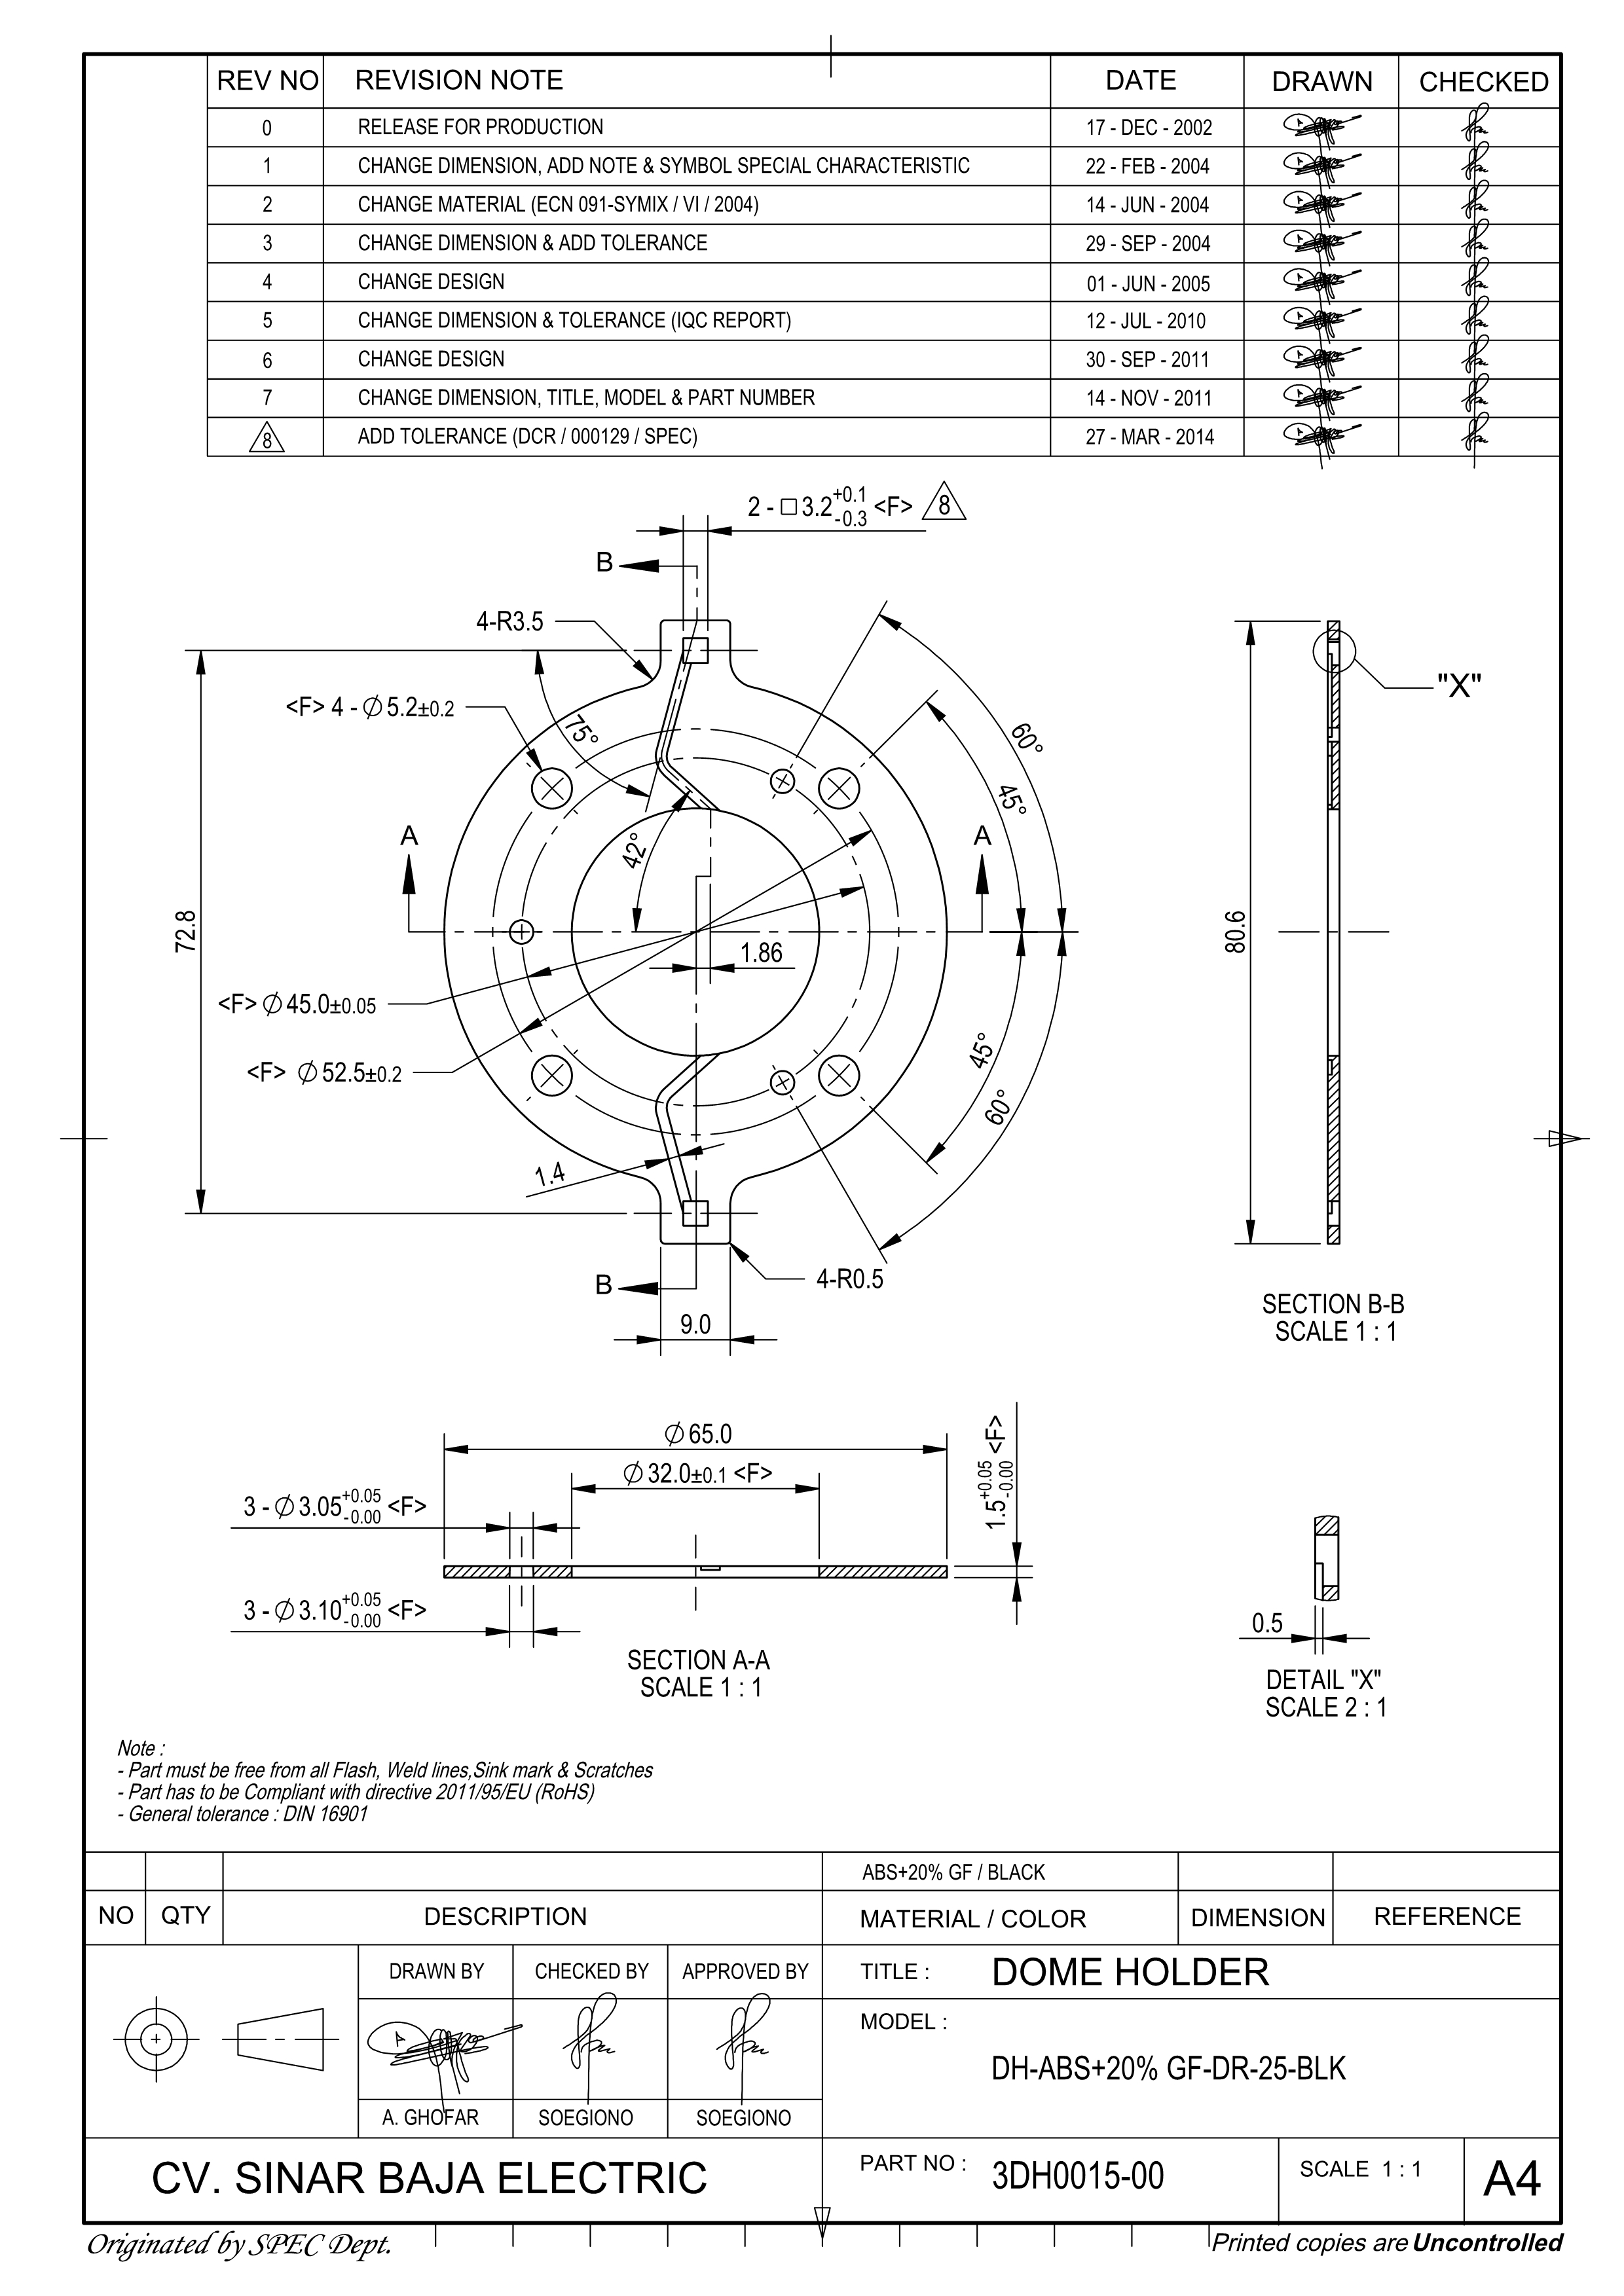 REV NO REVISION NOTE DATE DRAWN CHECKED
0 RELEASE FOR PRODUCTION 17 - DEC - 2002
1 CHANGE DIMENSION, ADD NOTE & SYMBOL SPECIAL CHARACTERISTIC 22 - FEB - 2004
2 CHANGE MATERIAL (ECN 091-SYMIX / VI / 2004) 14 - JUN - 2004
3 CHANGE DIMENSION & ADD TOLERANCE 29 - SEP - 2004
4 CHANGE DESIGN 01 - JUN - 2005
5 CHANGE DIMENSION & TOLERANCE (IQC REPORT) 12 - JUL - 2010
6 CHANGE DESIGN 30 - SEP - 2011
7 CHANGE DIMENSION, TITLE, MODEL & PART NUMBER 14 - NOV - 2011
8 ADD TOLERANCE (DCR / 000129 / SPEC) 27 - MAR - 2014
2 - □3.2 +0.1 -0.3 <F> 8
B
4-R3.5
"X"
<F> 4 - ∅5.2±0.2
75°
60°
45°
42°
A A
72.8
80.6
1.86
<F> ∅45.0±0.05
<F> ∅52.5±0.2
45°
60°
1.4
B
4-R0.5
9.0
SECTION B-B
SCALE 1 : 1
∅65.0
∅32.0±0.1 <F>
1.5 +0.05 -0.00 <F>
3 - ∅3.05 +0.05 -0.00 <F>
3 - ∅3.10 +0.05 -0.00 <F>
SECTION A-A
SCALE 1 : 1
0.5
DETAIL "X"
SCALE 2 : 1
Note :
- Part must be free from all Flash, Weld lines,Sink mark & Scratches
- Part has to be Compliant with directive 2011/95/EU (RoHS)
- General tolerance : DIN 16901
ABS+20% GF / BLACK
NO QTY DESCRIPTION MATERIAL / COLOR DIMENSION REFERENCE
DRAWN BY CHECKED BY APPROVED BY
TITLE : DOME HOLDER
MODEL :
DH-ABS+20% GF-DR-25-BLK
A. GHOFAR SOEGIONO SOEGIONO
CV. SINAR BAJA ELECTRIC
PART NO : 3DH0015-00
SCALE 1 : 1
A4
Originated by SPEC Dept.
Printed copies are Uncontrolled